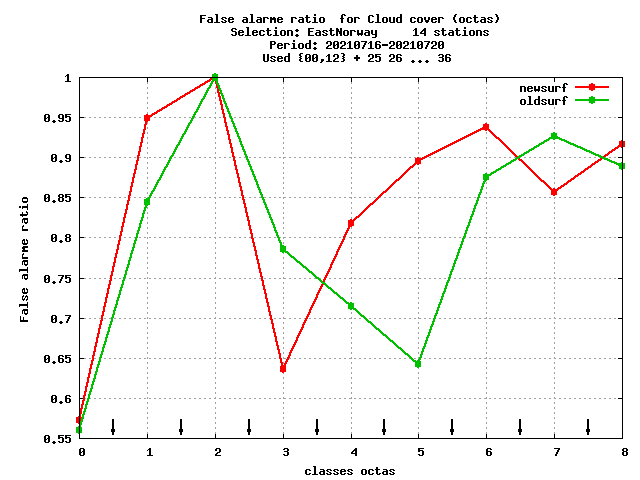 False alarme ratio  for Cloud cover (octas)
Selection: EastNorway     14 stations
Period: 20210716-20210720
Used {00,12} + 25 26 ... 36
newsurf
oldsurf
1
0.95
0.9
0.85
0.8
0.75
0.7
0.65
0.6
0.55
False alarme ratio
0 1 2 3 4 5 6 7 8
classes octas